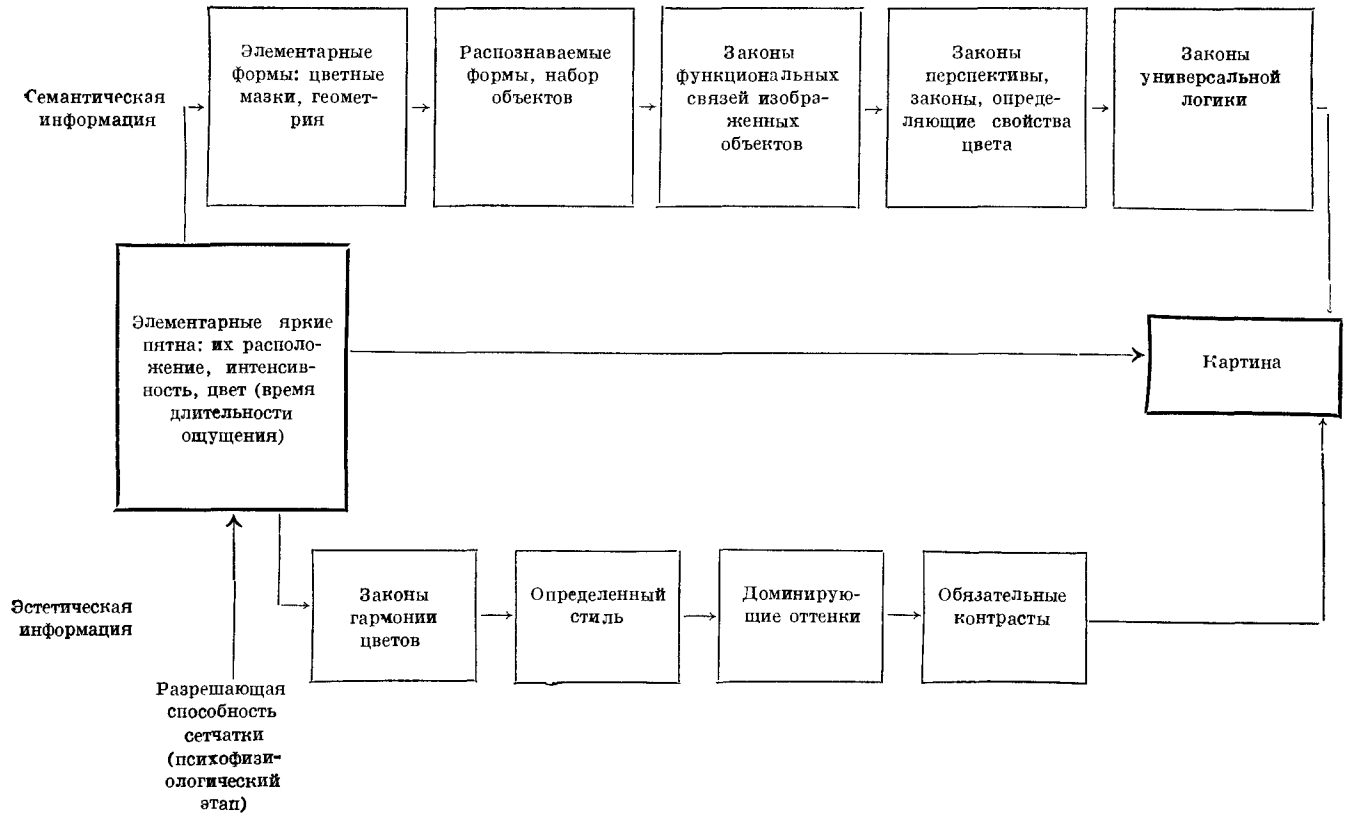 Семантическая
информация
Элементарные
формы: цветные
мазки, геомет-
рия
Распознаваемые
формы, набор
объектов
Законы
функциональных
связей изобра-
женных
объектов
Законы
перспективы,
законы, опреде-
ляющие свойства
цвета
Законы
универсальной
логики
Элементарные яркие
пятна: их располо-
жение, интенсив-
ность, цвет (время
длительности
ощущения)
Картина
Эстетическая
информация
Законы
гармонии
цветов
Определенный
стиль
Доминирую-
щие оттенки
Обязательные
контрасты
Разрешающая
способность
сетчатки
(психофизи-
ологический
этап)